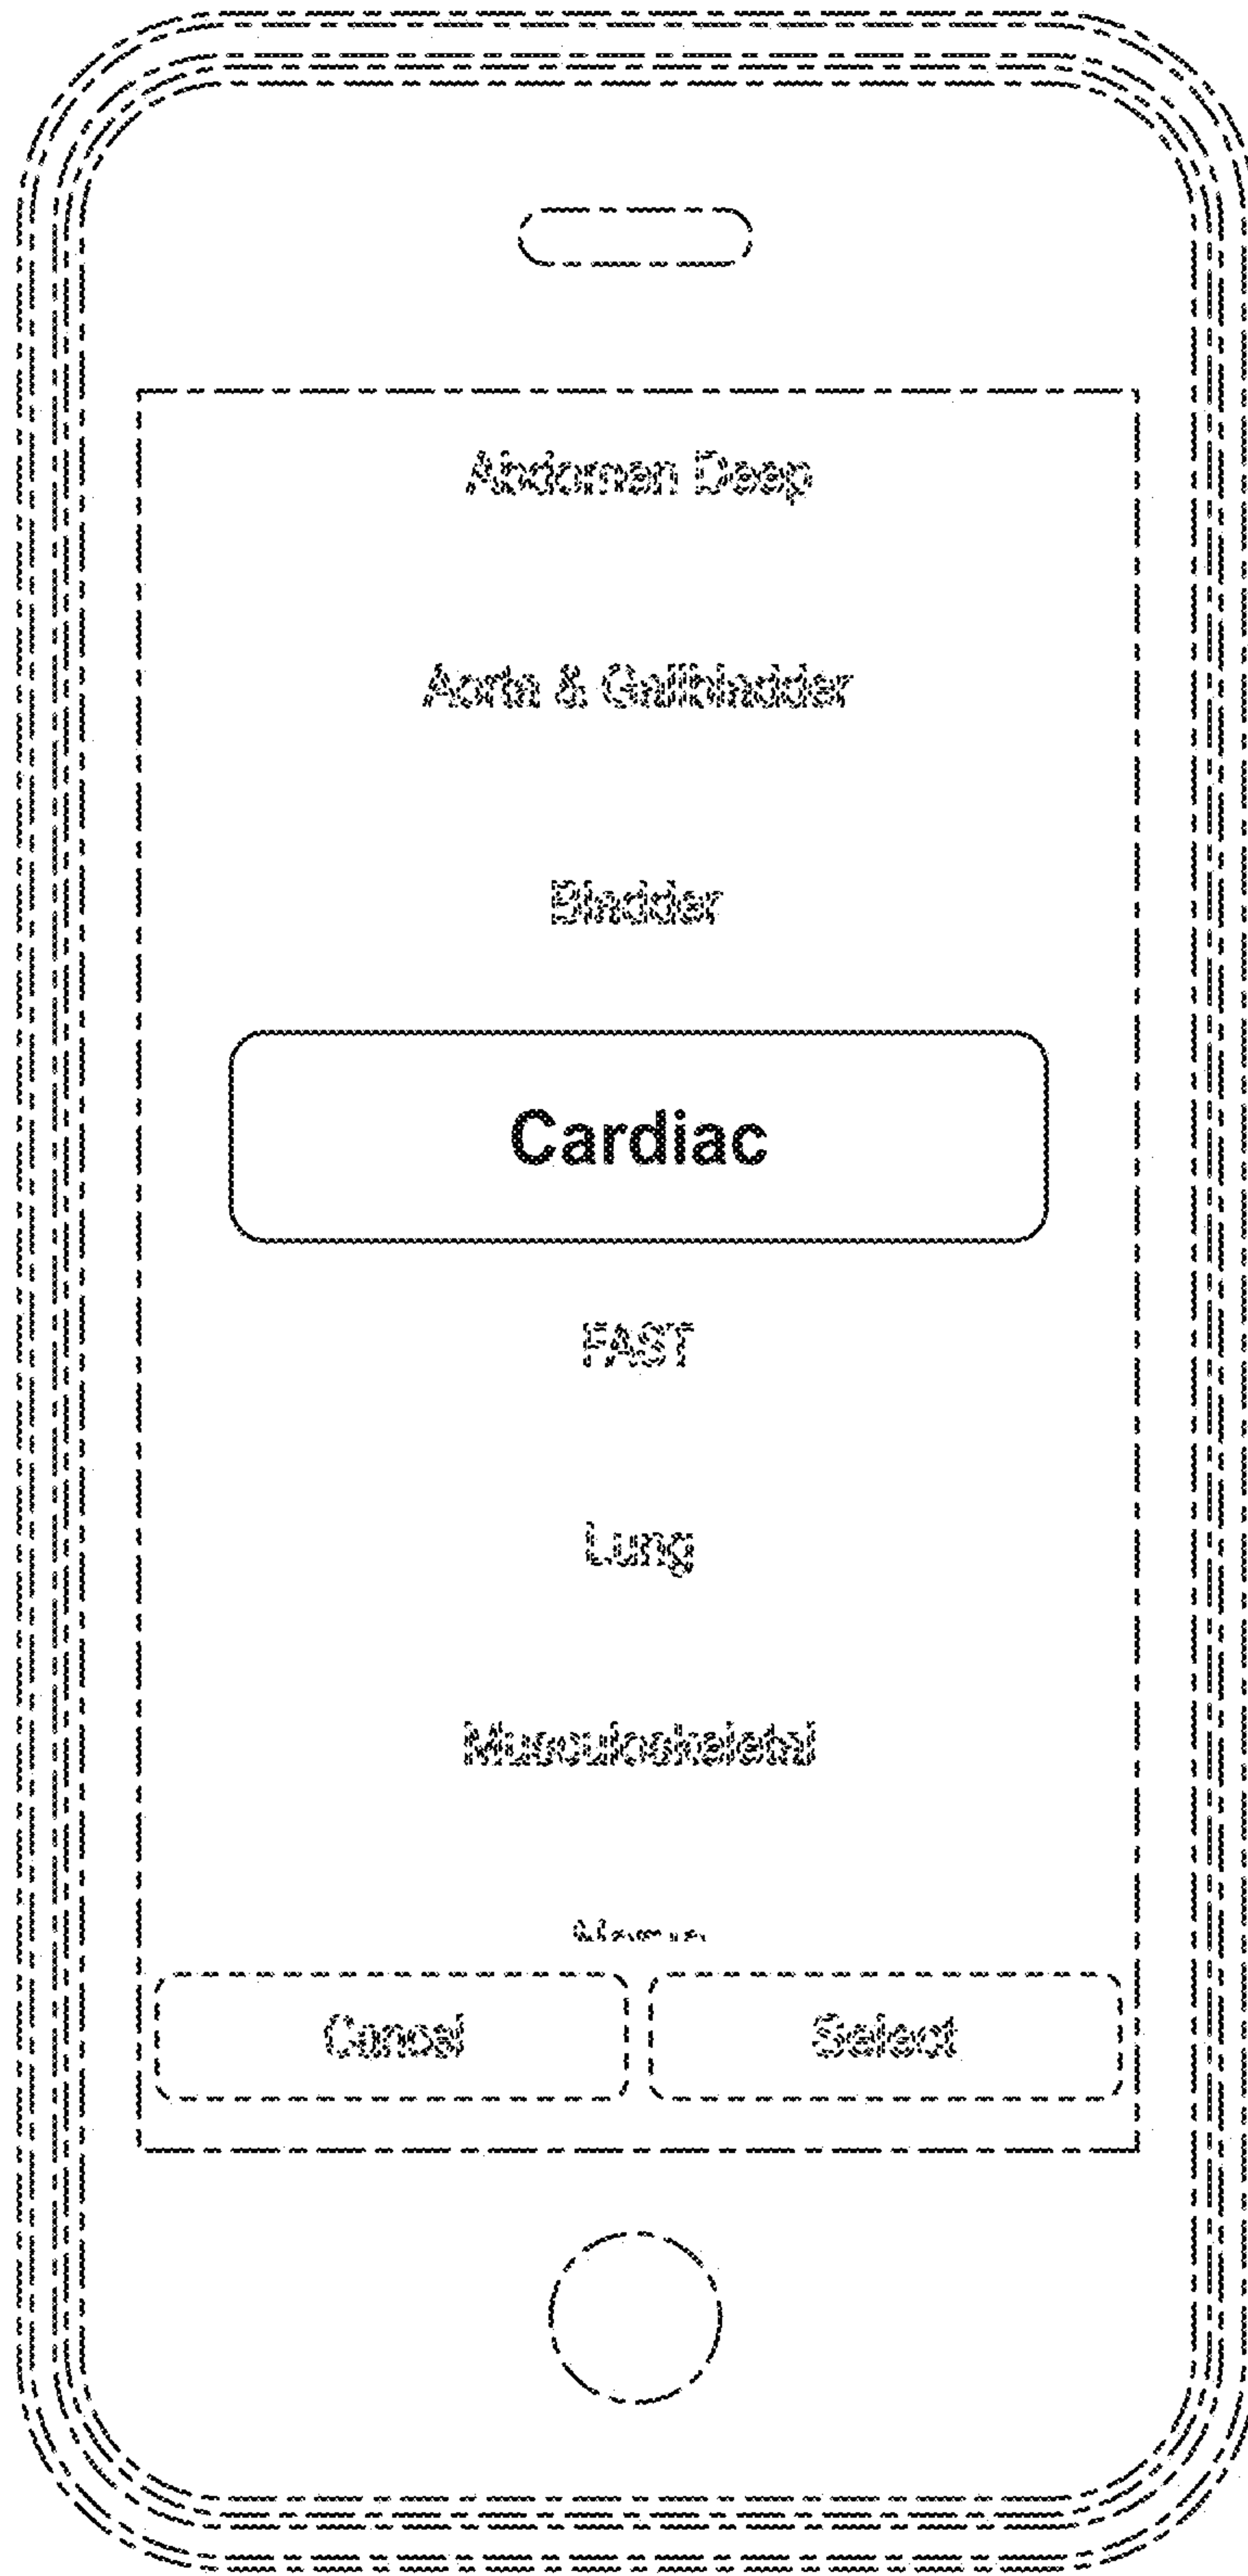 Abdomen Deep
Aorta & Gallbladder
Bladder
Cardiac
FAST
Lung
Musculoskeletal
Cancel Select